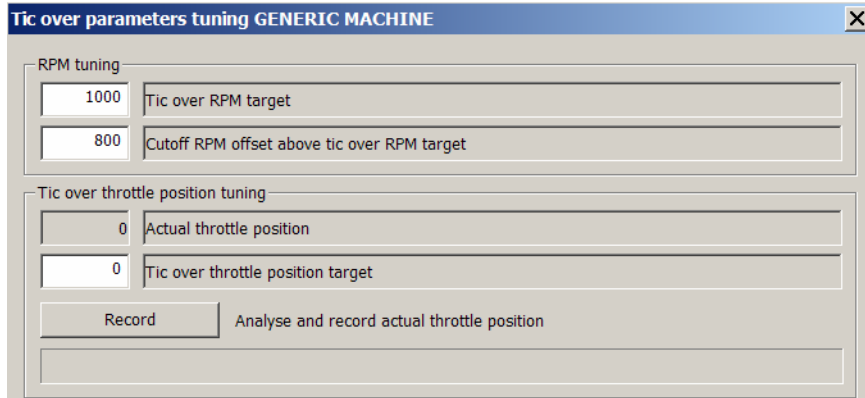 Tic over parameters tuning GENERIC MACHINE
RPM tuning
1000 Tic over RPM target
800 Cutoff RPM offset above tic over RPM target
Tic over throttle position tuning
0 Actual throttle position
0 Tic over throttle position target
Record Analyse and record actual throttle position